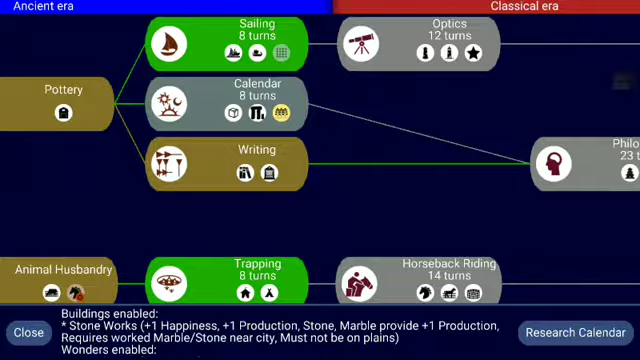 Ancient era
Classical era
Sailing
8 turns
Optics
12 turns
Pottery
Calendar
8 turns
Writing
Philo
23 t
Animal Husbandry
Trapping
8 turns
Horseback Riding
14 turns
Close
Buildings enabled:
* Stone Works (+1 Happiness, +1 Production, Stone, Marble provide +1 Production,
Requires worked Marble/Stone near city, Must not be on plains)
Wonders enabled:
Research Calendar